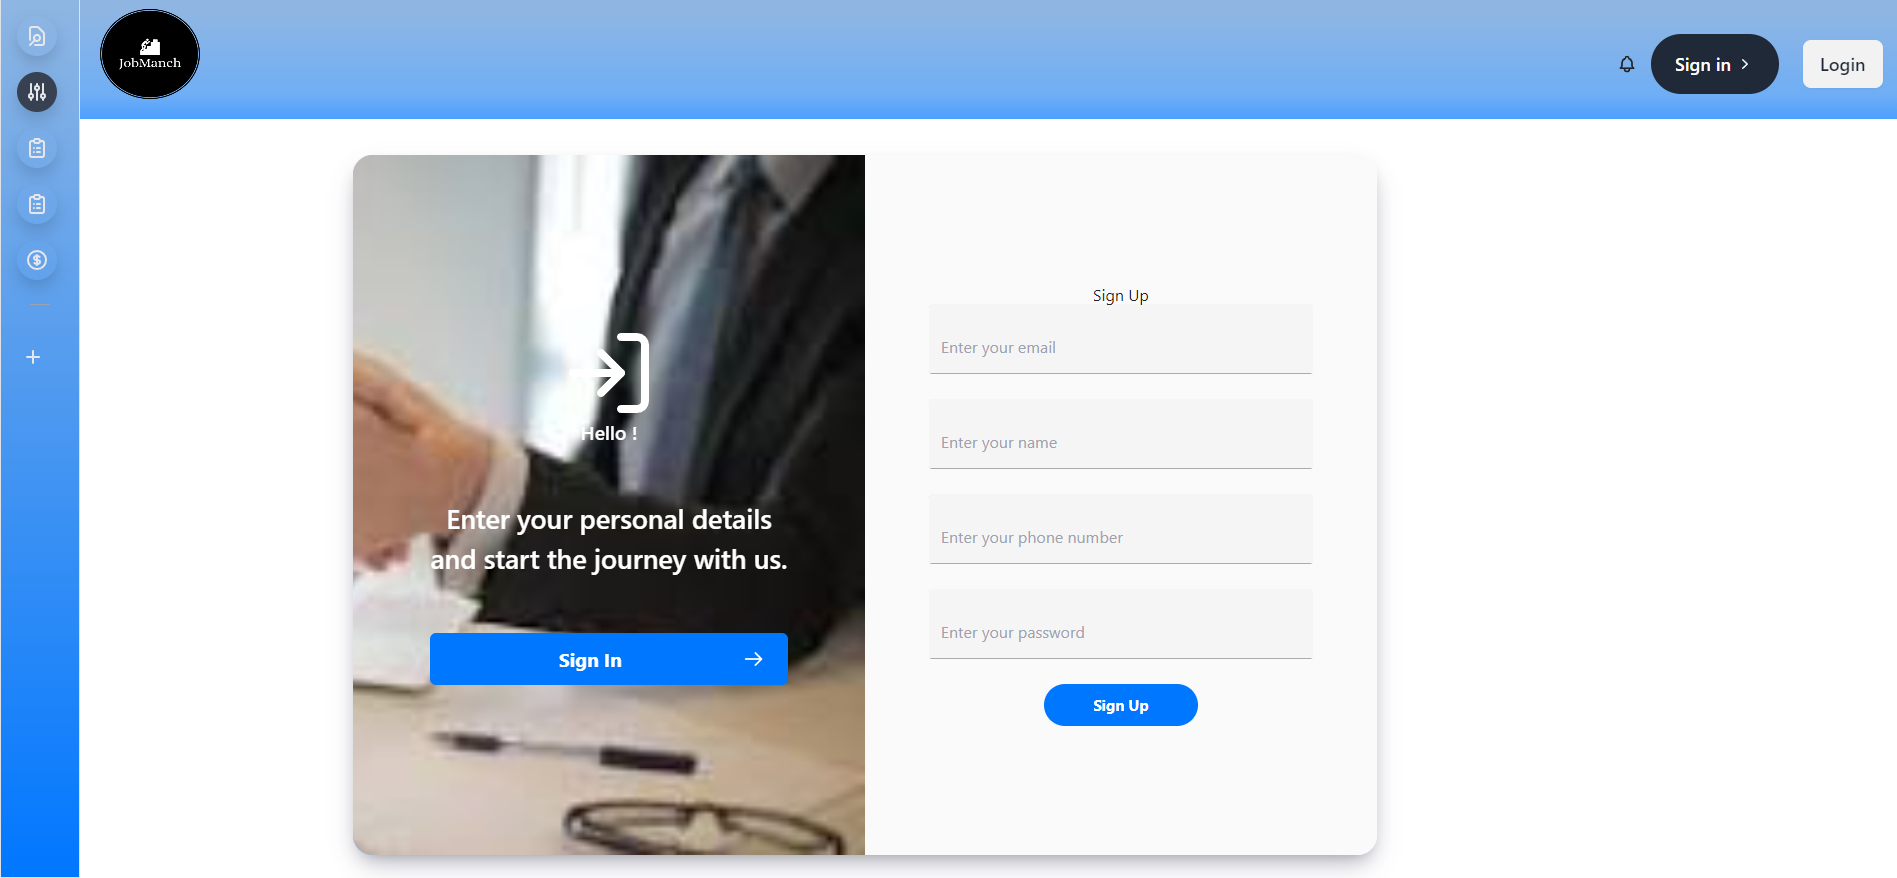 JobManch
Sign in
Login
Hello !
Enter your personal details
and start the journey with us.
Sign In
Sign Up
Enter your email
Enter your name
Enter your phone number
Enter your password
Sign Up